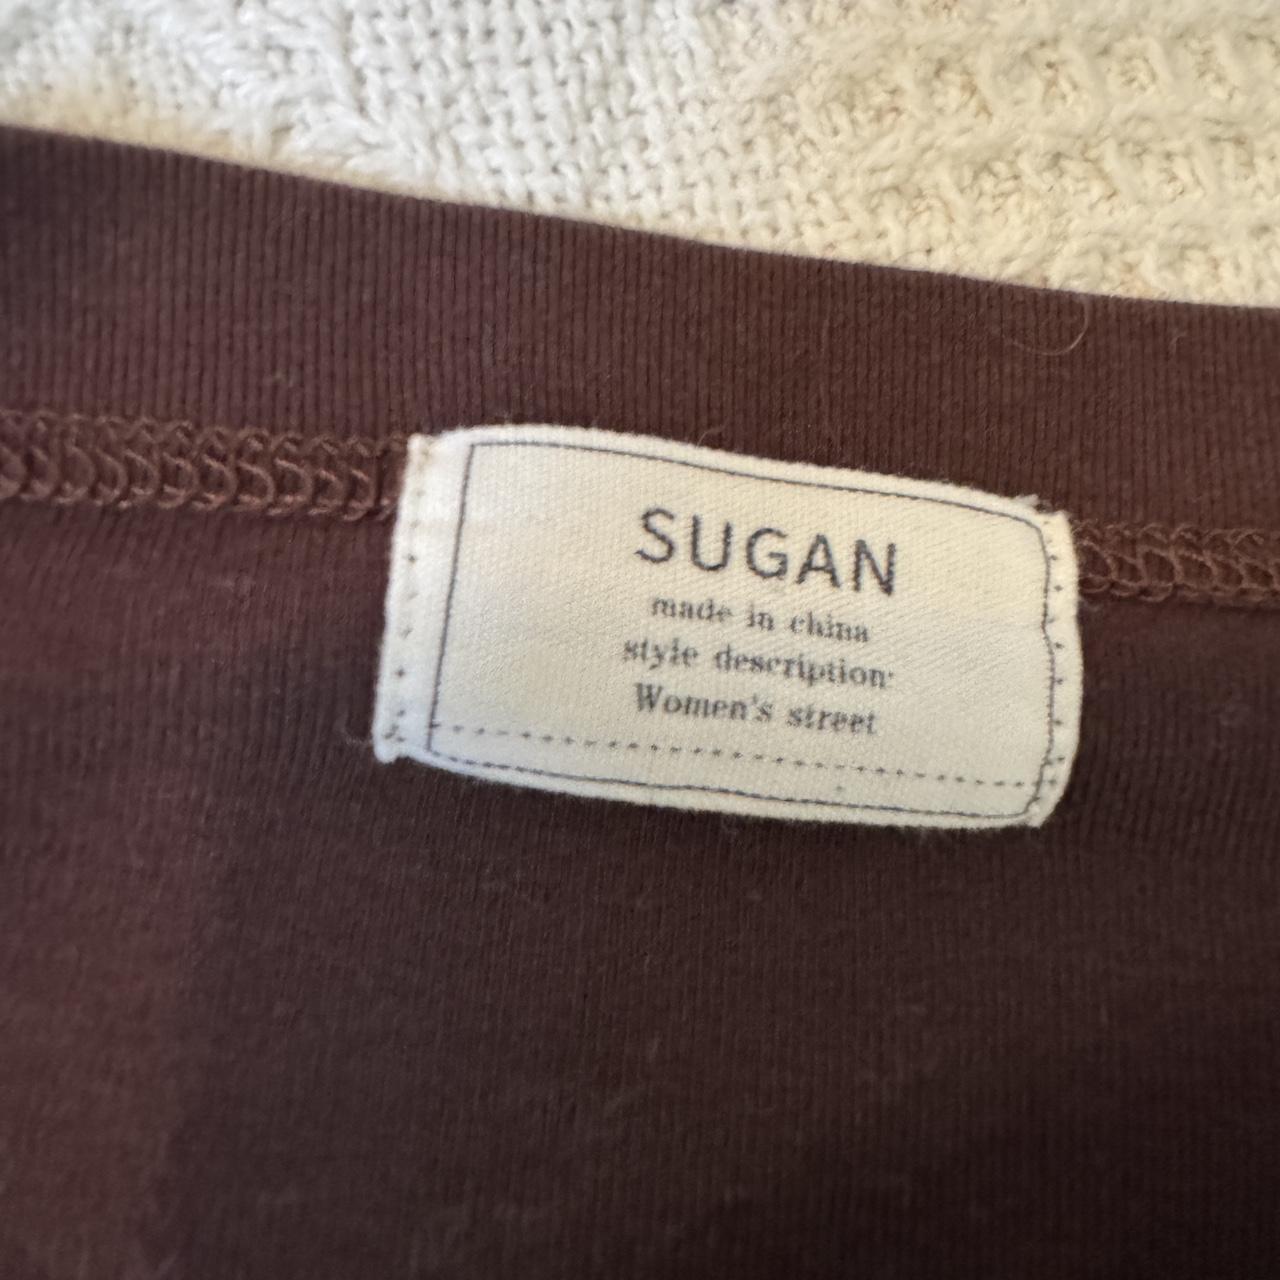 SUGAN
made in china
style description:
Women's street